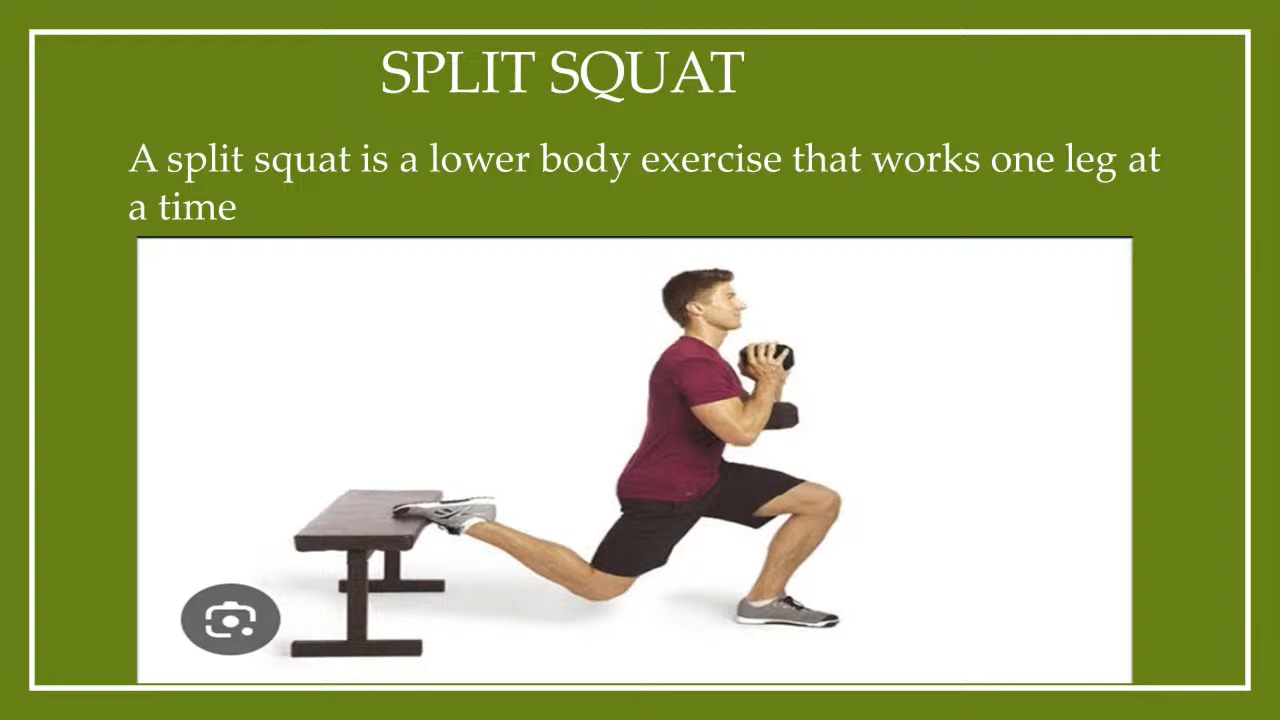 SPLIT SQUAT
A split squat is a lower body exercise that works one leg at
a time